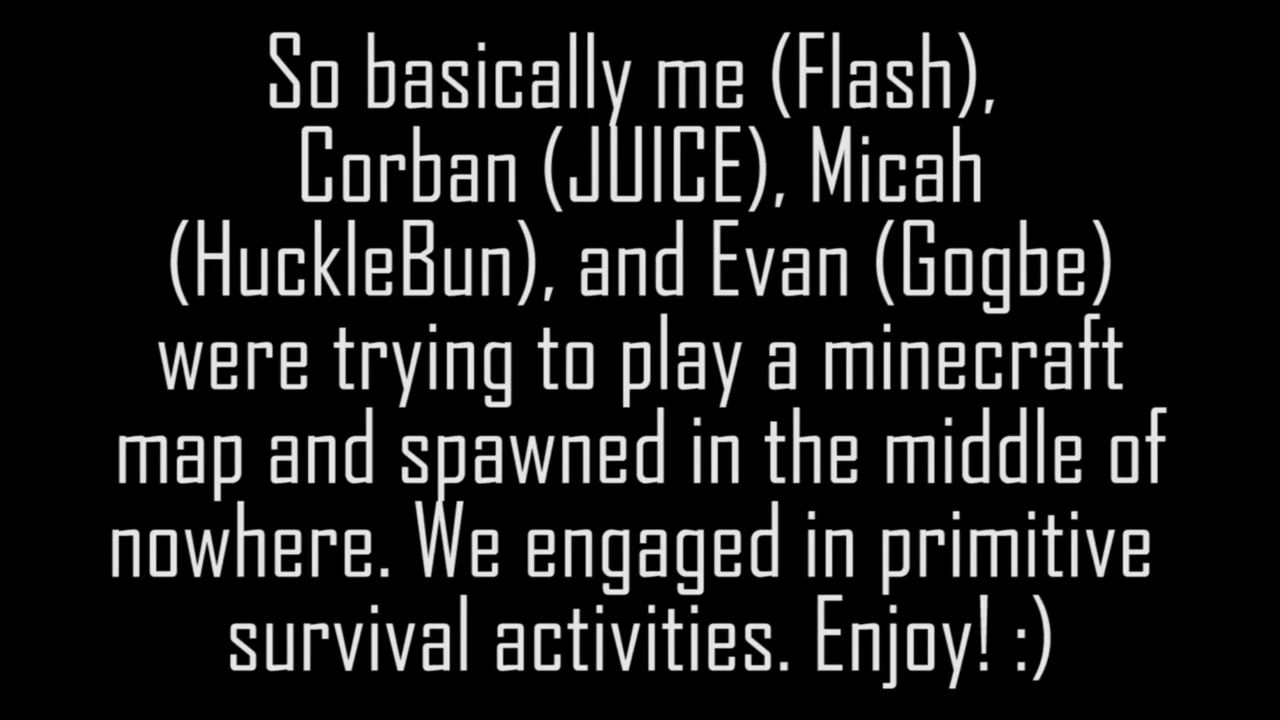 So basically me (Flash),
Corban (JUICE), Micah
(HuckleBun), and Evan (Gogbe)
were trying to play a minecraft
map and spawned in the middle of
nowhere. We engaged in primitive
survival activities. Enjoy! :)